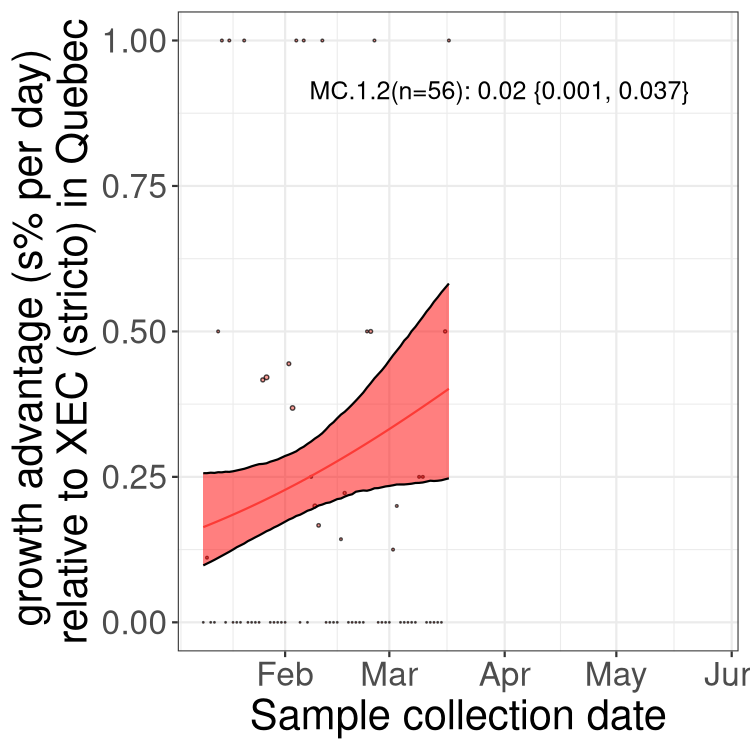 growth advantage (s% per day)
relative to XEC (stricto) in Quebec
1.00
0.75
0.50
0.25
0.00
MC.1.2(n=56): 0.02 {0.001, 0.037}
Feb Mar Apr May Jun
Sample collection date